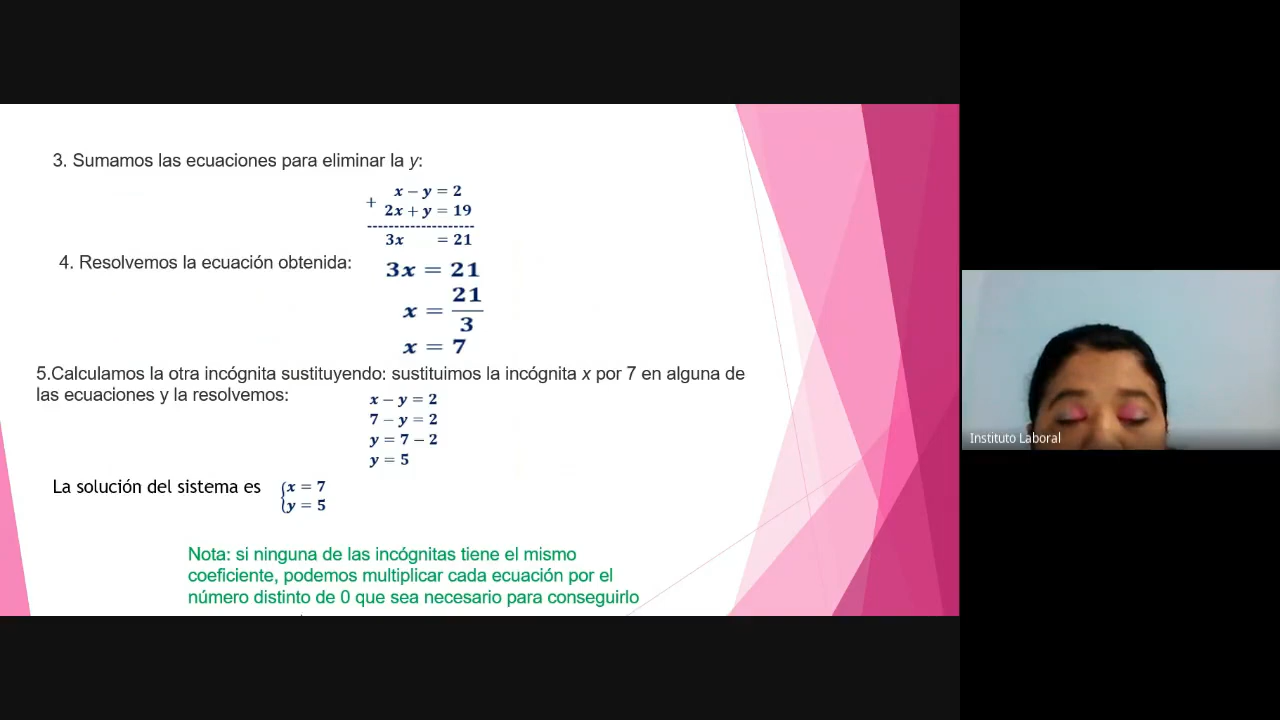 3. Sumamos las ecuaciones para eliminar la y:
x − y = 2
+
2x + y = 19
3x = 21
4. Resolvemos la ecuación obtenida:
3x = 21
x = 21/3
x = 7
5.Calculamos la otra incógnita sustituyendo: sustituimos la incógnita x por 7 en alguna de
las ecuaciones y la resolvemos:
x − y = 2
7 − y = 2
y = 7 − 2
y = 5
La solución del sistema es
{x = 7
y = 5
Nota: si ninguna de las incógnitas tiene el mismo
coeficiente, podemos multiplicar cada ecuación por el
número distinto de 0 que sea necesario para conseguirlo
Instituto Laboral